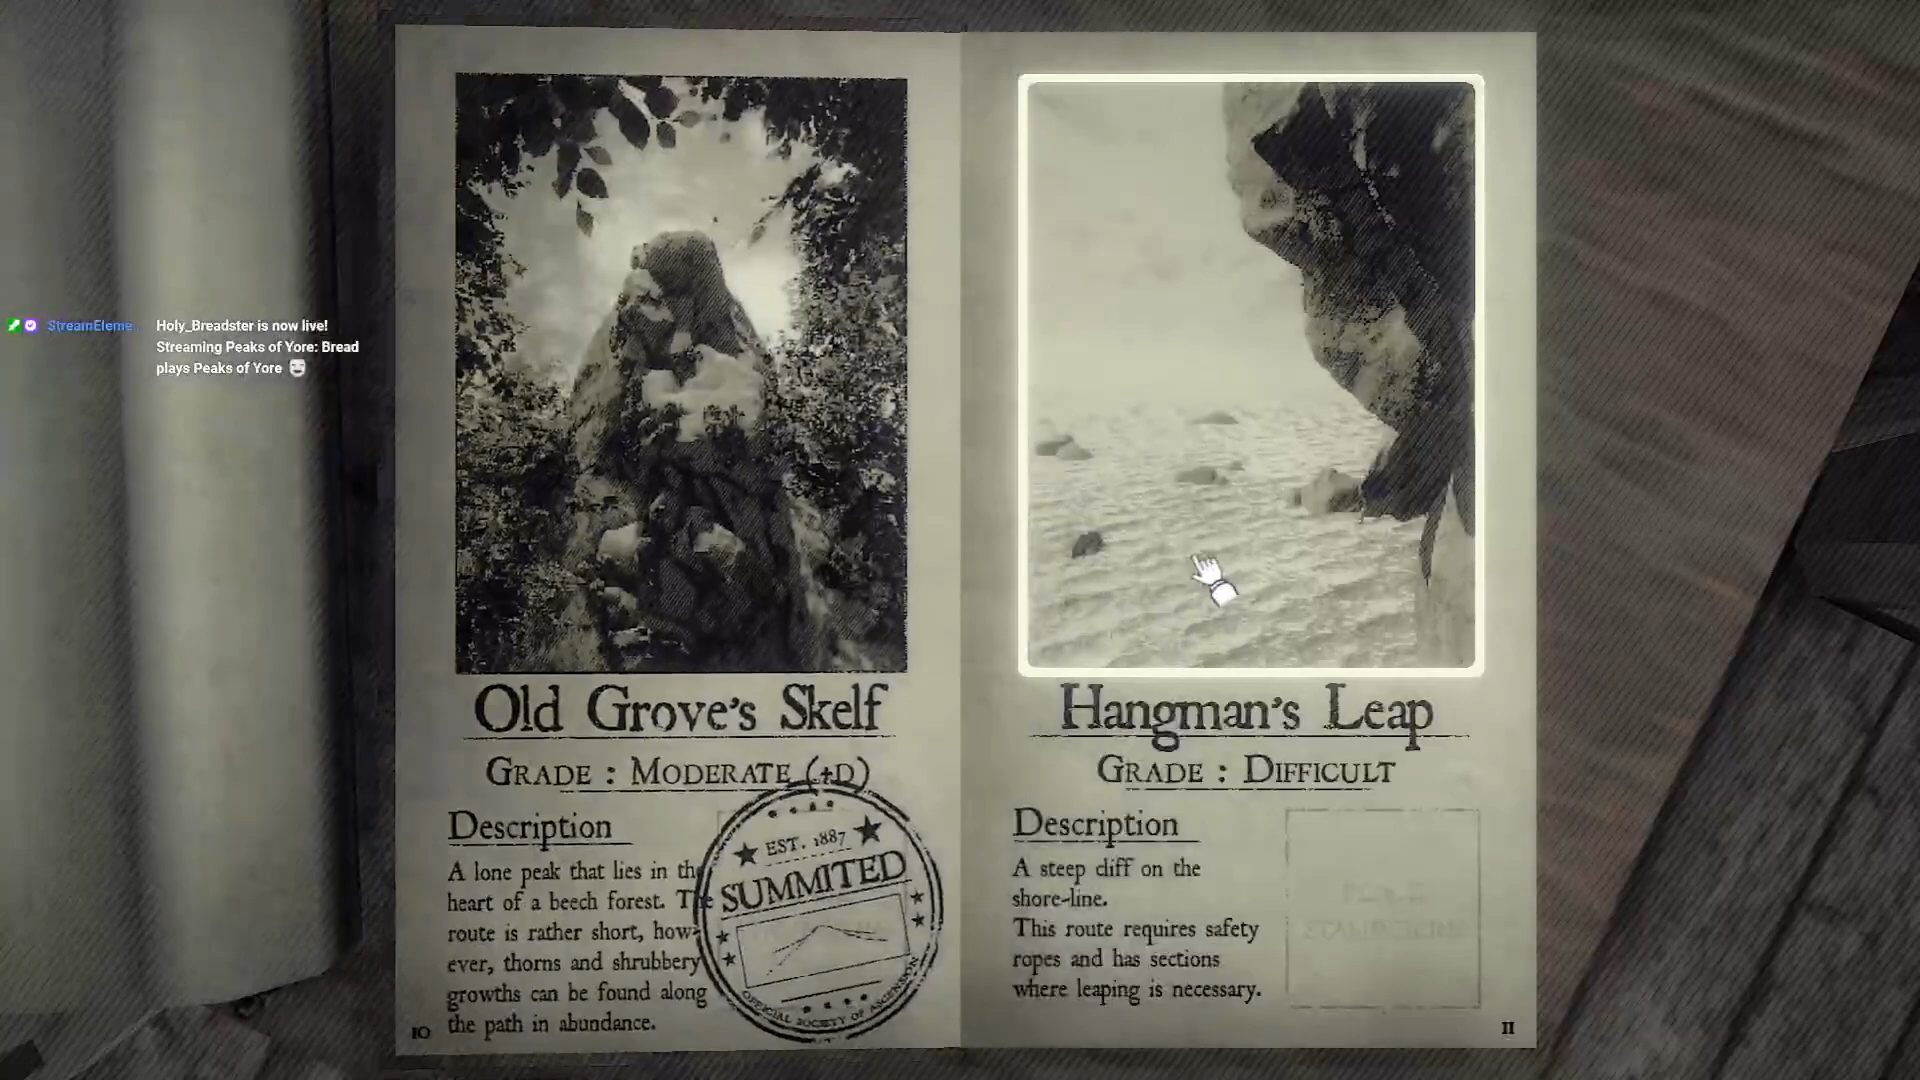 StreamEleme
Holy_Breadster is now live!
Streaming Peaks of Yore: Bread
plays Peaks of Yore
Old Grove's Skelf
Grade : Moderate (+D)
Description
A lone peak that lies in the
heart of a beech forest. The
route is rather short, how-
ever, thorns and shrubbery
growths can be found along
the path in abundance.
EST. 1887
SUMMITED
OFFICIAL SOCIETY OF ASCENSION
10
Hangman's Leap
Grade : Difficult
Description
A steep cliff on the
shore-line.
This route requires safety
ropes and has sections
where leaping is necessary.
11